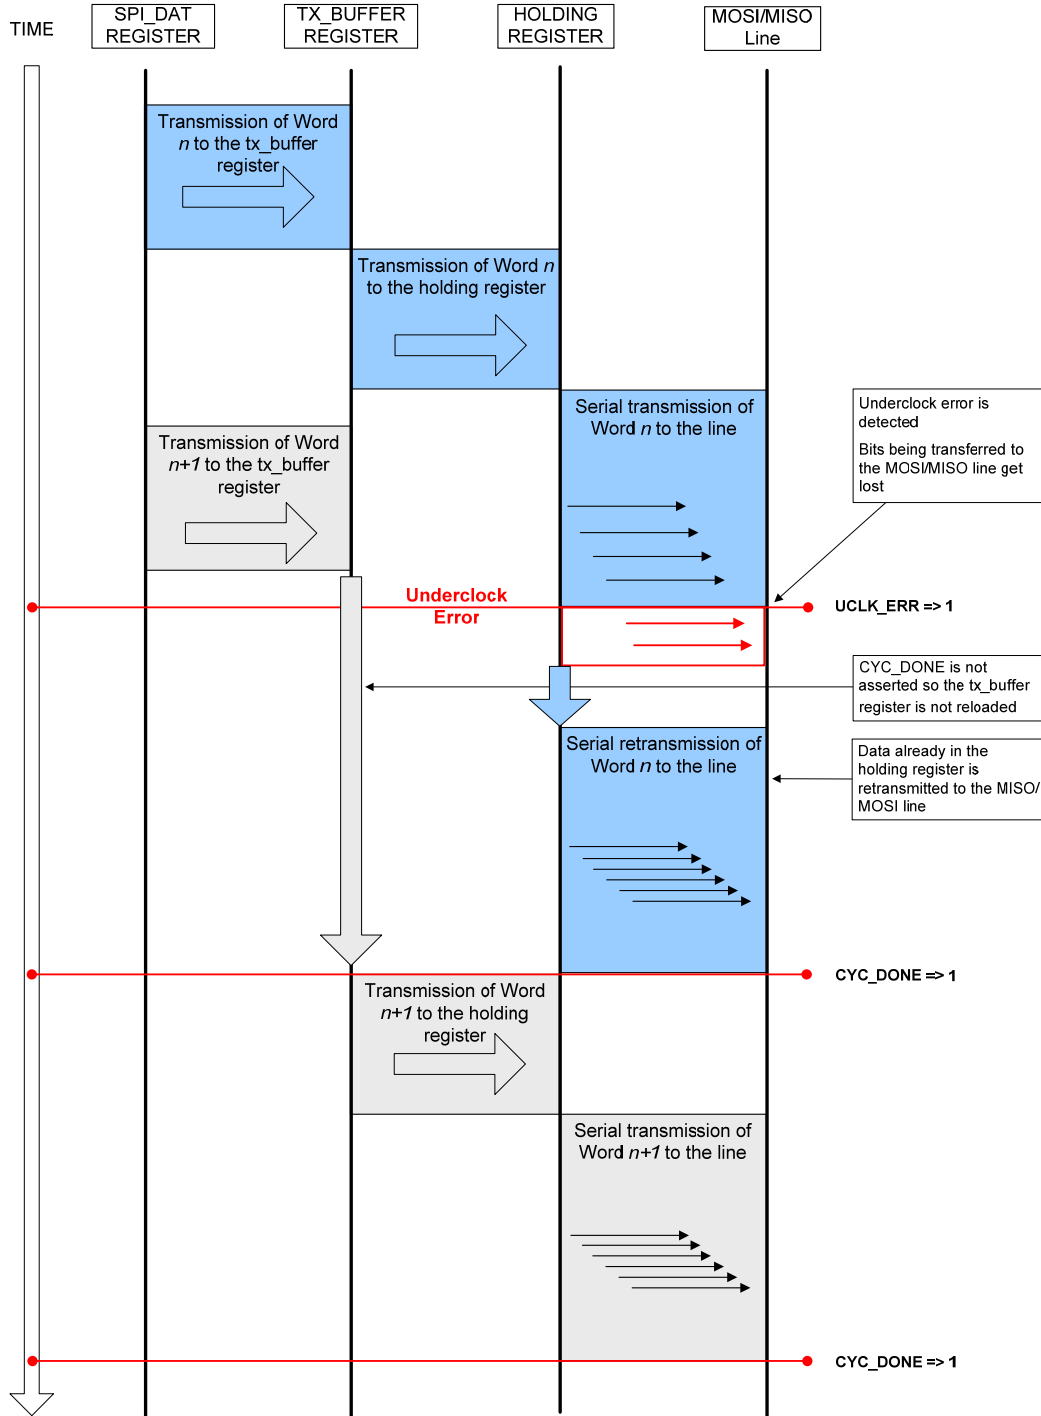 TIME
SPI_DAT
REGISTER
TX_BUFFER
REGISTER
HOLDING
REGISTER
MOSI/MISO
Line
Transmission of Word
n to the tx_buffer
register
Transmission of Word n
to the holding register
Serial transmission of
Word n to the line
Transmission of Word
n+1 to the tx_buffer
register
Underclock error is
detected
Bits being transferred to
the MOSI/MISO line get
lost
Underclock
Error
UCLK_ERR => 1
CYC_DONE is not
asserted so the tx_buffer
register is not reloaded
Serial retransmission of
Word n to the line
Data already in the
holding register is
retransmitted to the MISO/
MOSI line
CYC_DONE => 1
Transmission of Word
n+1 to the holding
register
Serial transmission of
Word n+1 to the line
CYC_DONE => 1